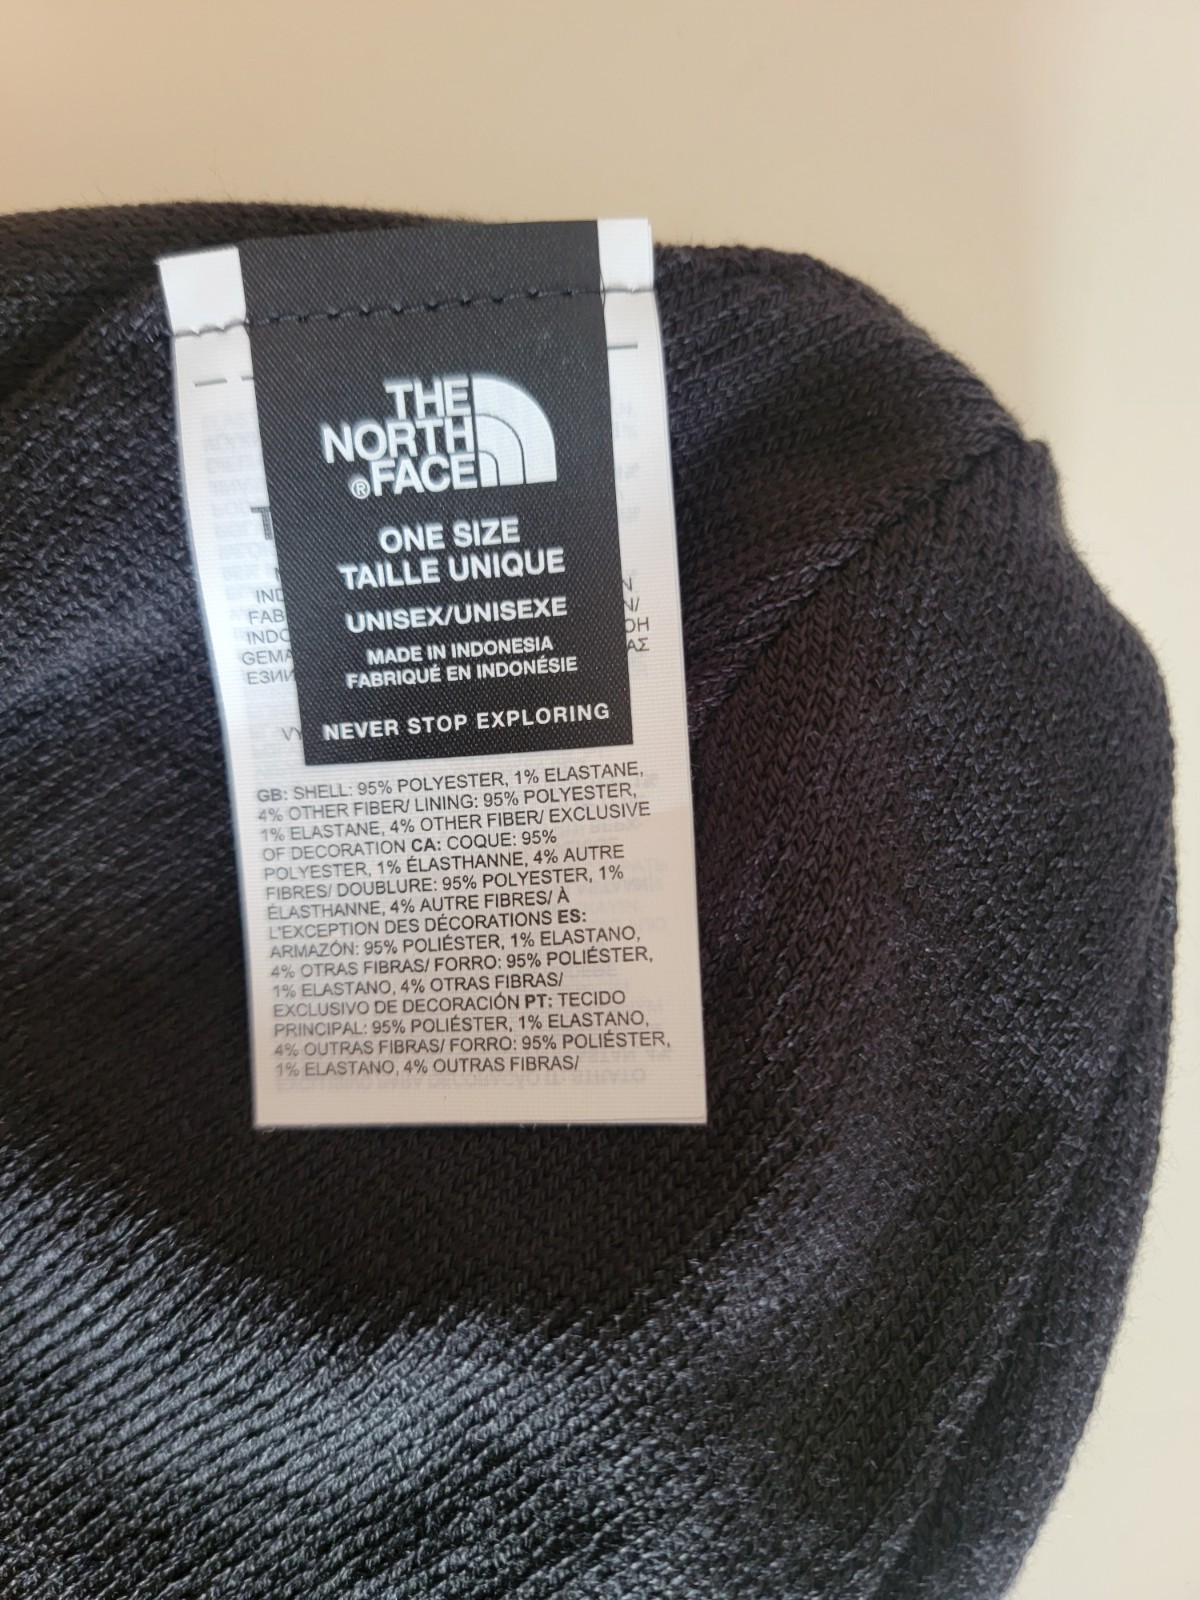 THE
NORTH
®FACE
ONE SIZE
TAILLE UNIQUE
UNISEX/UNISEXE
MADE IN INDONESIA
FABRIQUÉ EN INDONÉSIE
NEVER STOP EXPLORING
GB: SHELL: 95% POLYESTER, 1% ELASTANE,
4% OTHER FIBER/ LINING: 95% POLYESTER,
1% ELASTANE, 4% OTHER FIBER/ EXCLUSIVE
OF DECORATION CA: COQUE: 95%
POLYESTER, 1% ÉLASTHANNE, 4% AUTRE
FIBRES/ DOUBLURE: 95% POLYESTER, 1%
ÉLASTHANNE, 4% AUTRE FIBRES/ À
L'EXCEPTION DES DÉCORATIONS ES:
ARMAZÓN: 95% POLIÉSTER, 1% ELASTANO,
4% OTRAS FIBRAS/ FORRO: 95% POLIÉSTER,
1% ELASTANO, 4% OTRAS FIBRAS/
EXCLUSIVO DE DECORACIÓN PT: TECIDO
PRINCIPAL: 95% POLIÉSTER, 1% ELASTANO,
4% OUTRAS FIBRAS/ FORRO: 95% POLIÉSTER,
1% ELASTANO, 4% OUTRAS FIBRAS/